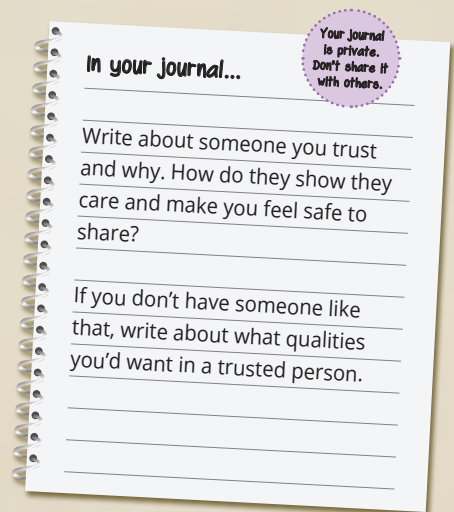 Your journal
is private.
Don't share it
with others.
In your journal...
Write about someone you trust
and why. How do they show they
care and make you feel safe to
share?
If you don't have someone like
that, write about what qualities
you'd want in a trusted person.